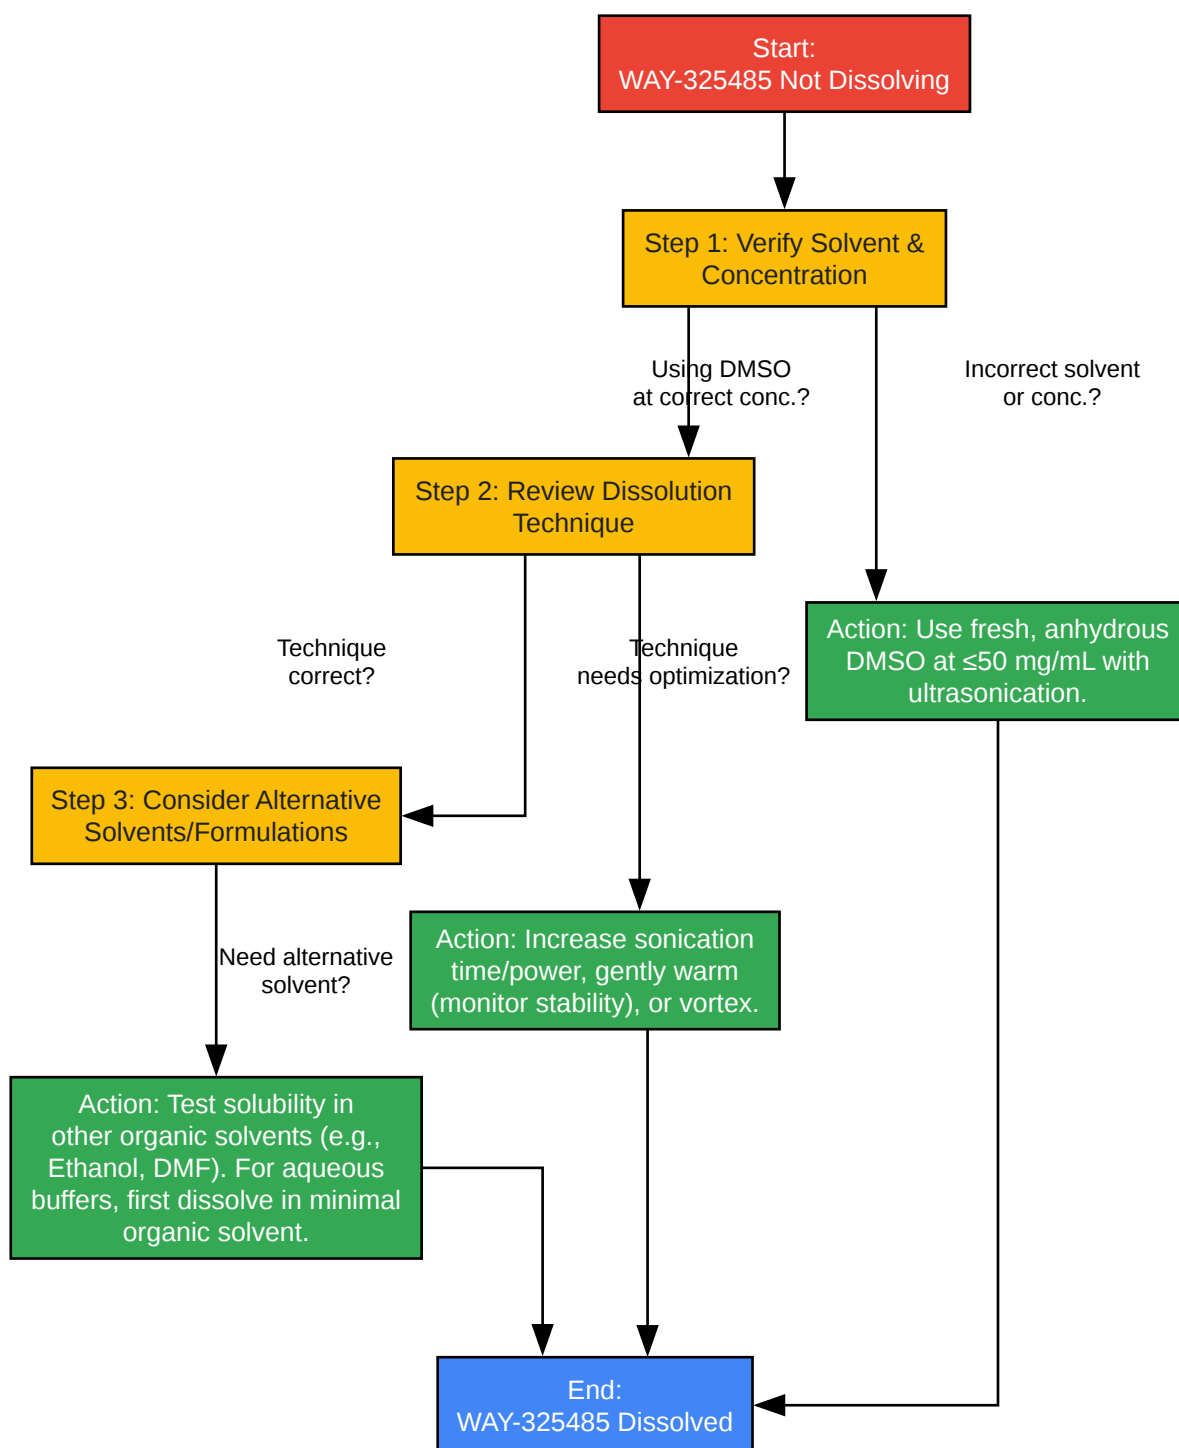 Start:
WAY-325485 Not Dissolving
Step 1: Verify Solvent &
Concentration
Using DMSO
at correct conc.?
Incorrect solvent
or conc.?
Step 2: Review Dissolution
Technique
Technique
correct?
Technique
needs optimization?
Action: Use fresh, anhydrous
DMSO at ≤50 mg/mL with
ultrasonication.
Step 3: Consider Alternative
Solvents/Formulations
Need alternative
solvent?
Action: Increase sonication
time/power, gently warm
(monitor stability), or vortex.
Action: Test solubility in
other organic solvents (e.g.,
Ethanol, DMF). For aqueous
buffers, first dissolve in minimal
organic solvent.
End:
WAY-325485 Dissolved